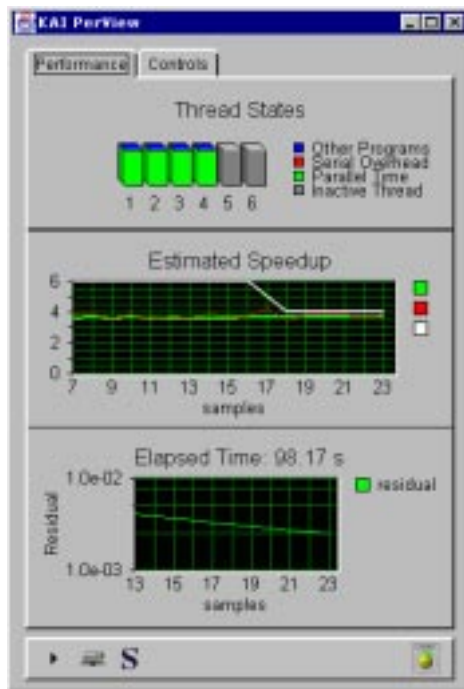 KAI PerView
Performance
Controls
Thread States
Other Programs
Serial Overhead
Parallel Time
Inactive Thread
1 2 3 4 5 6
Estimated Speedup
6
4
2
0
7 9 11 13 15 17 19 21 23
samples
Elapsed Time: 98.17 s
1.0e-02
residual
Residual
1.0e-03
13 15 17 19 21 23
samples
S